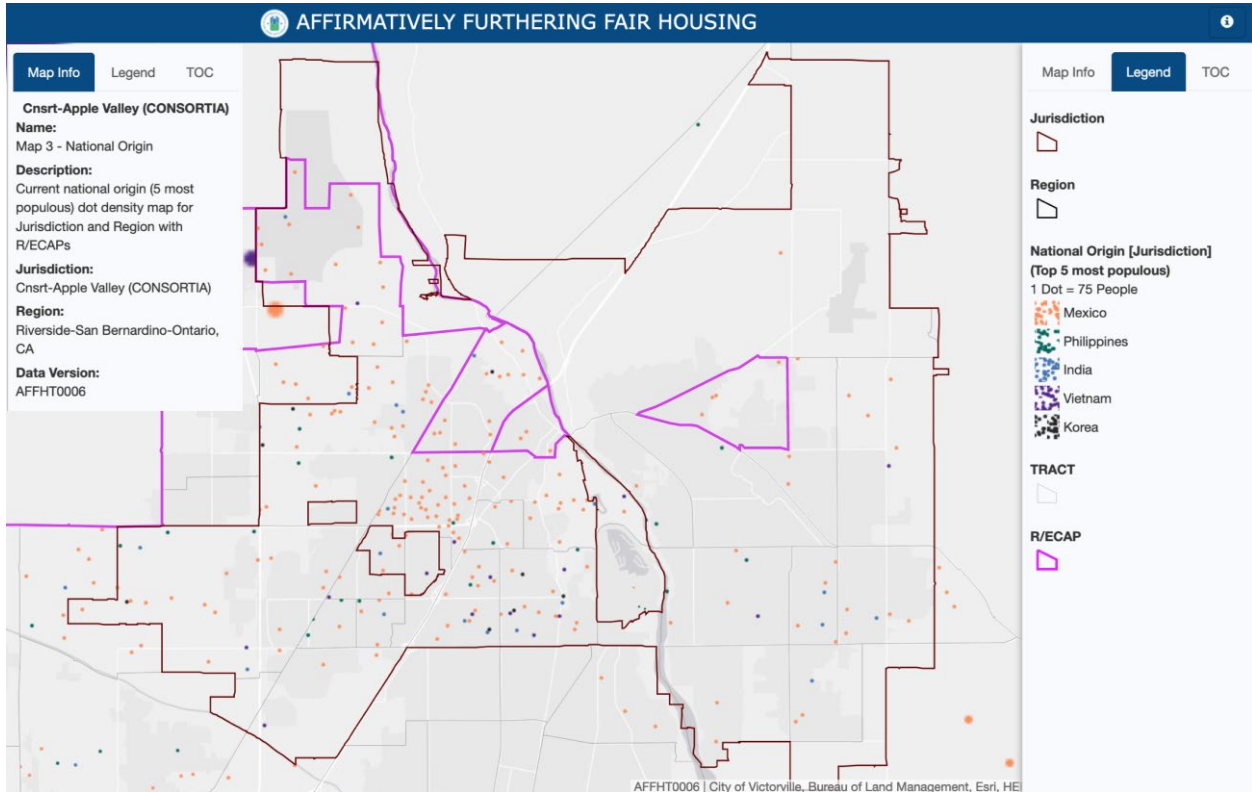 AFFIRMATIVELY FURTHERING FAIR HOUSING
Map Info Legend TOC
Cnsrt-Apple Valley (CONSORTIA)
Name:
Map 3 - National Origin
Description:
Current national origin (5 most
populous) dot density map for
Jurisdiction and Region with
R/ECAPs
Jurisdiction:
Cnsrt-Apple Valley (CONSORTIA)
Region:
Riverside-San Bernardino-Ontario,
CA
Data Version:
AFFHT0006
Map Info Legend TOC
Jurisdiction
Region
National Origin [Jurisdiction]
(Top 5 most populous)
1 Dot = 75 People
Mexico
Philippines
India
Vietnam
Korea
TRACT
R/ECAP
AFFHT0006 | City of Victorville, Bureau of Land Management, Esri, HE